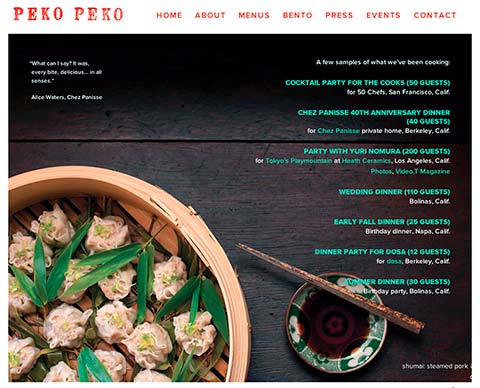 PEKO PEKO
HOME ABOUT MENUS BENTO PRESS EVENTS CONTACT
“What can I say? It was,
every bite, delicious... in all
senses.”
Alice Waters, Chez Panisse
A few samples of what we've been cooking:
COCKTAIL PARTY FOR THE COOKS (50 GUESTS)
for 50 Chefs, San Francisco, Calif.
CHEZ PANISSE 40TH ANNIVERSARY DINNER
(40 GUESTS)
for Chez Panisse private home, Berkeley, Calif.
PARTY WITH YURI NOMURA (200 GUESTS)
for Tokyo's Playmountain at Heath Ceramics, Los Angeles, Calif.
Photos, Video,T Magazine
WEDDING DINNER (110 GUESTS)
Bolinas, Calif.
EARLY FALL DINNER (25 GUESTS)
Birthday dinner, Napa, Calif.
DINNER PARTY FOR DOSA (12 GUESTS)
for dosa, Berkeley, Calif.
SUMMER DINNER (30 GUESTS)
Birthday party, Bolinas, Calif.
shumai: steamed pork